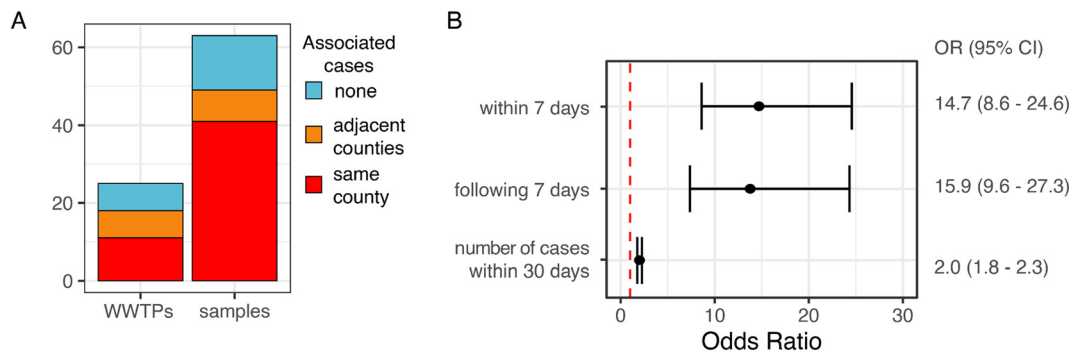 A
60
40
20
0
WWTPs
samples
Associated
cases
none
adjacent
counties
same
county
B
within 7 days
following 7 days
number of cases
within 30 days
0
10
20
30
Odds Ratio
OR (95% CI)
14.7 (8.6 - 24.6)
15.9 (9.6 - 27.3)
2.0 (1.8 - 2.3)